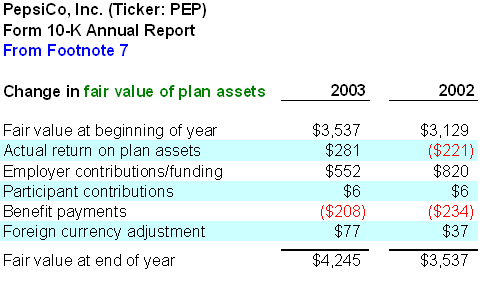 PepsiCo, Inc. (Ticker: PEP)
Form 10-K Annual Report
From Footnote 7
Change in fair value of plan assets 2003 2002
Fair value at beginning of year $3,537 $3,129
Actual return on plan assets $281 ($221)
Employer contributions/funding $552 $820
Participant contributions $6 $6
Benefit payments ($208) ($234)
Foreign currency adjustment $77 $37
Fair value at end of year $4,245 $3,537